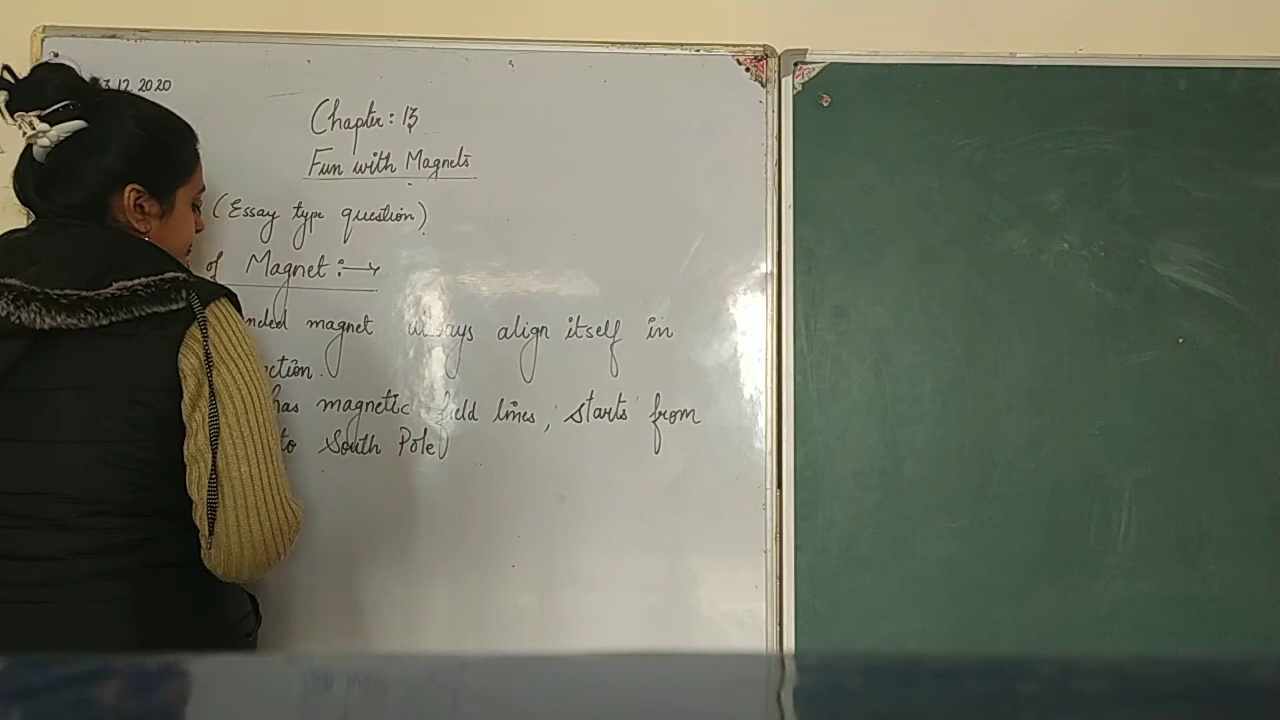 3.12.2020
Chapter: 13
Fun with Magnets
(Essay type question)
of Magnet:→
magnet always align itself in
has magnetic field lines, starts from
to South Pole